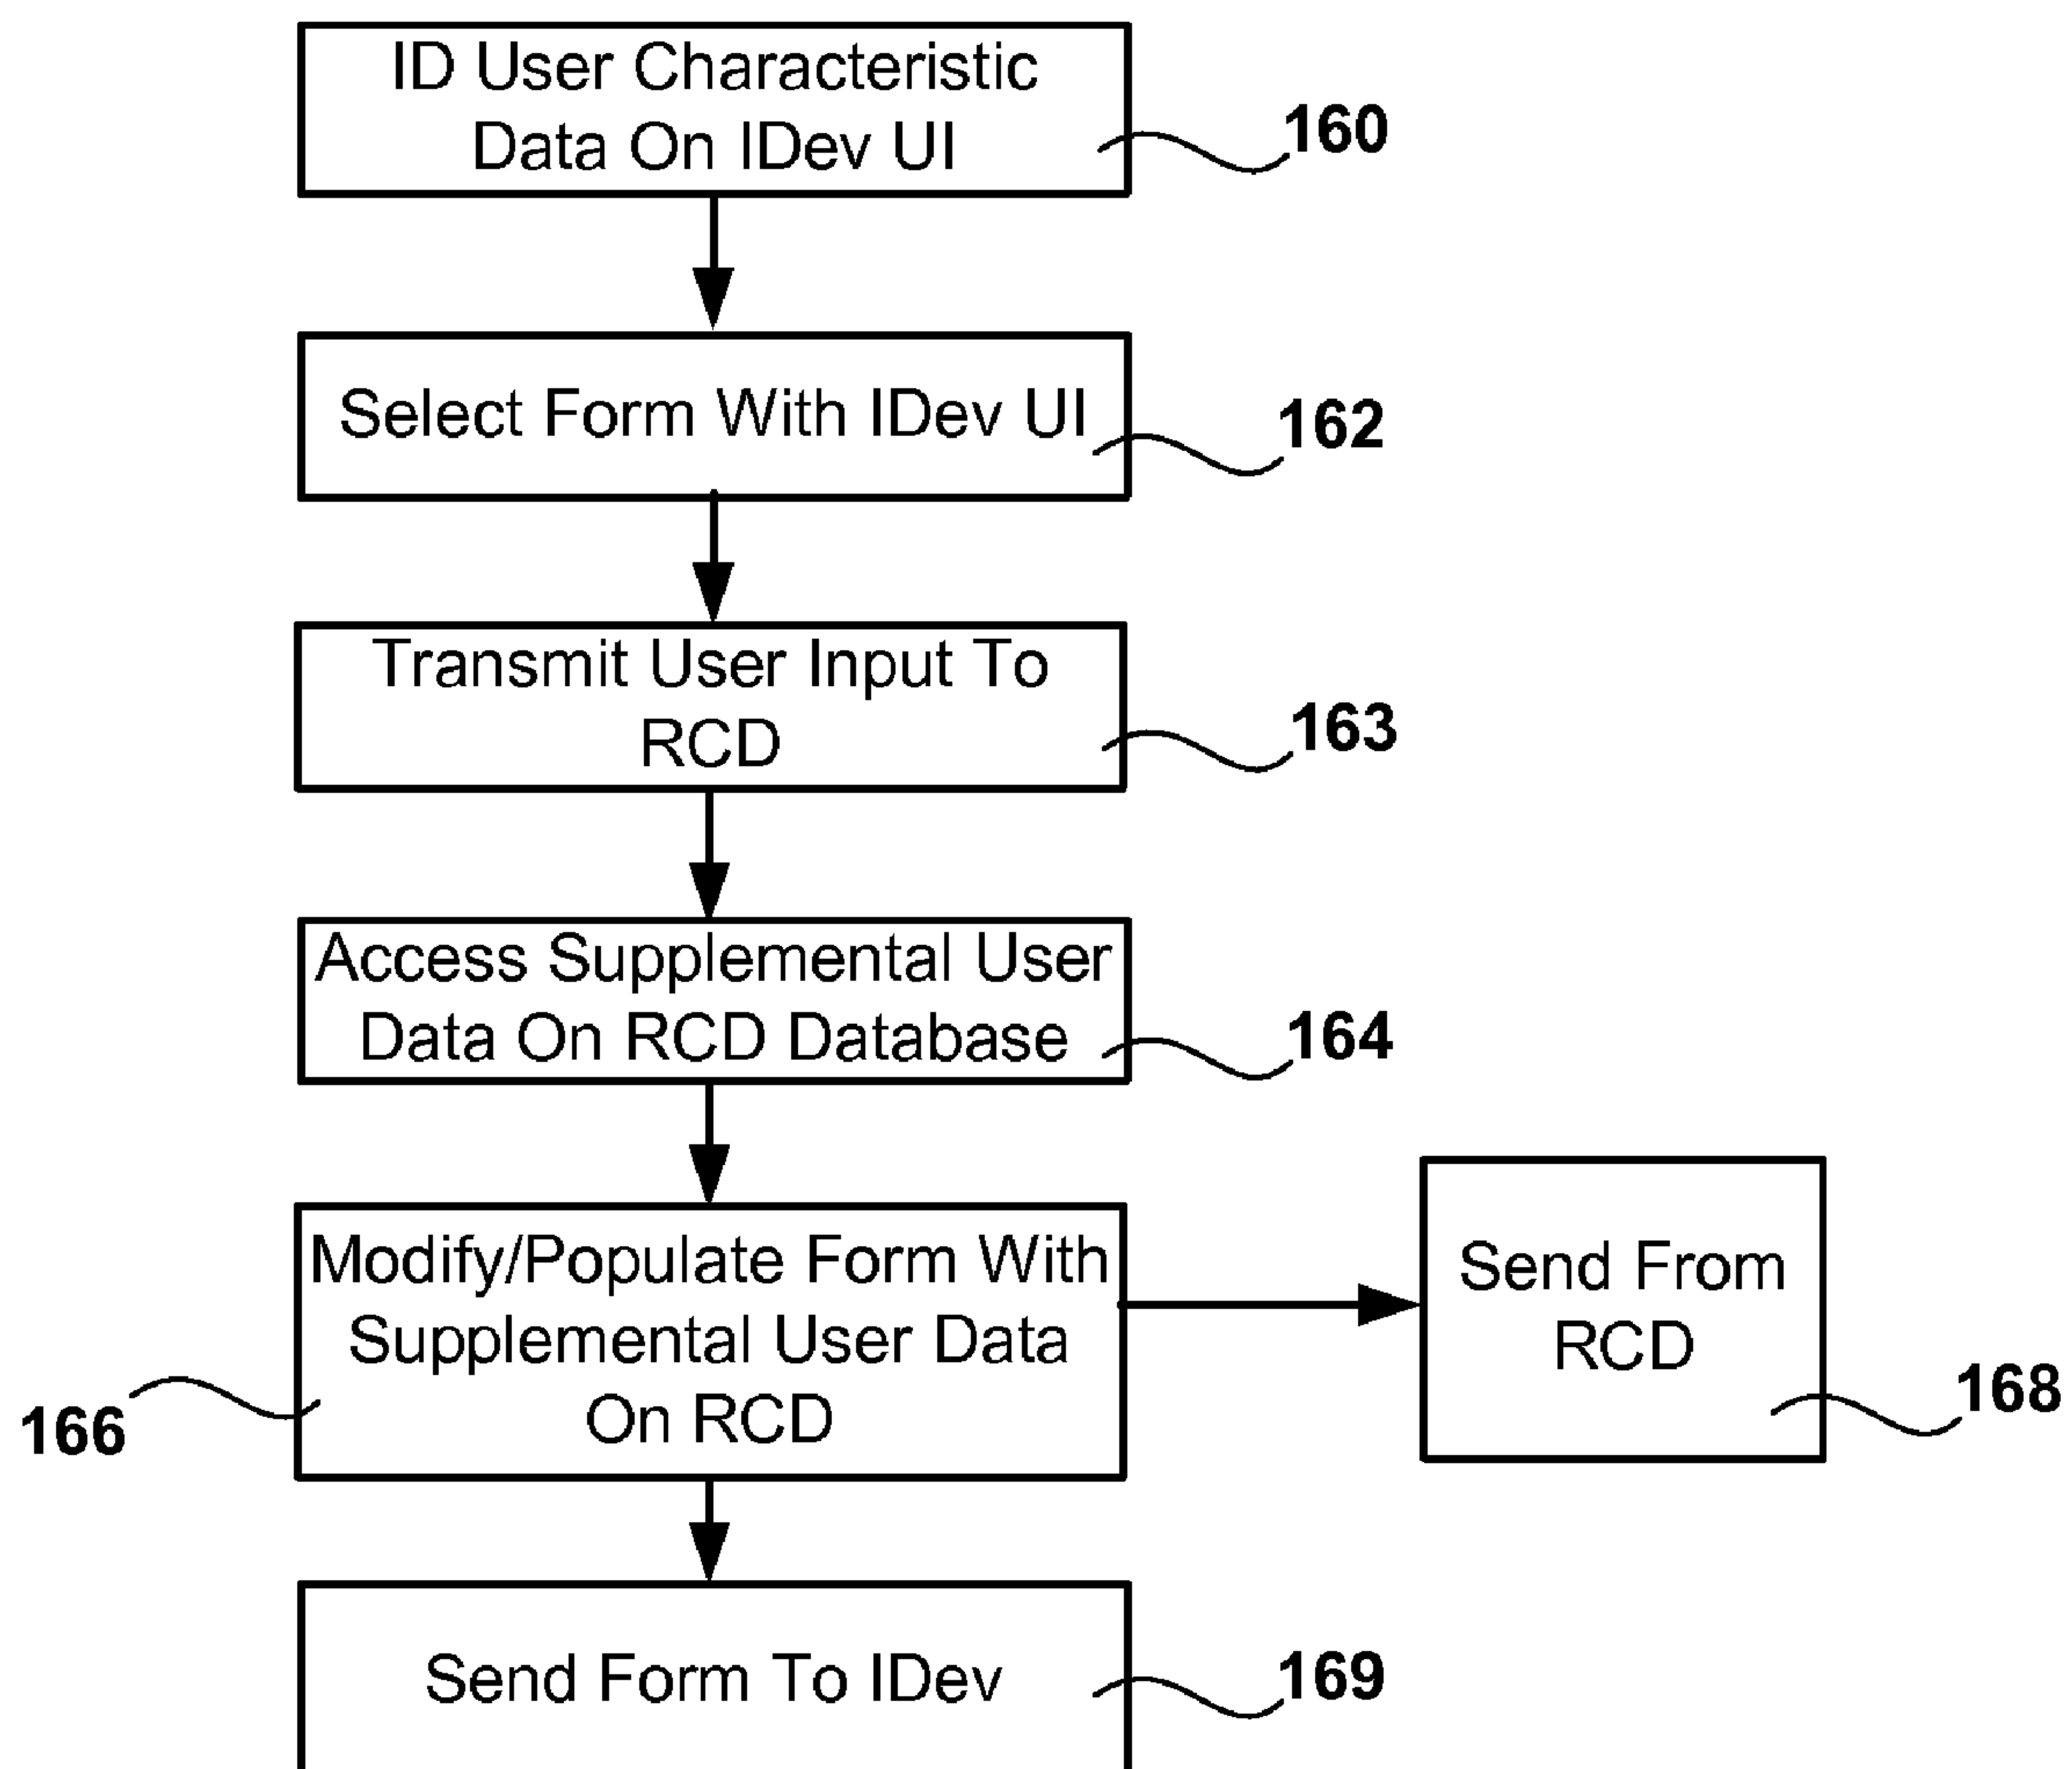 ID User Characteristic
Data On IDev UI
160
Select Form With IDev UI
162
Transmit User Input To
RCD
163
Access Supplemental User
Data On RCD Database
164
Modify/Populate Form With
Supplemental User Data
On RCD
166
Send From
RCD
168
Send Form To IDev
169